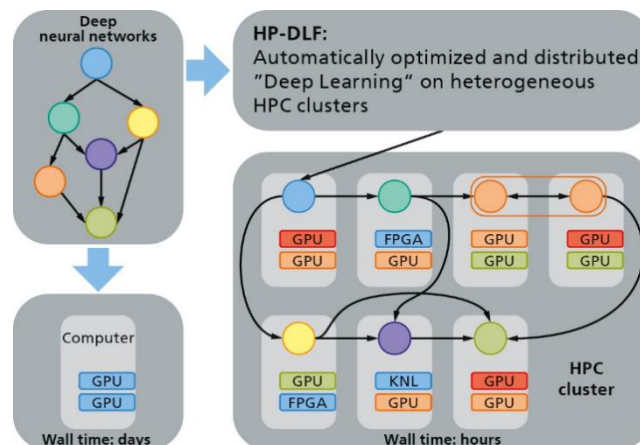 Deep
neural networks
HP-DLF:
Automatically optimized and distributed
”Deep Learning“ on heterogeneous
HPC clusters
GPU
GPU
FPGA
GPU
GPU
GPU
GPU
GPU
Computer
GPU
GPU
Wall time: days
GPU
FPGA
KNL
GPU
GPU
GPU
HPC
cluster
Wall time: hours